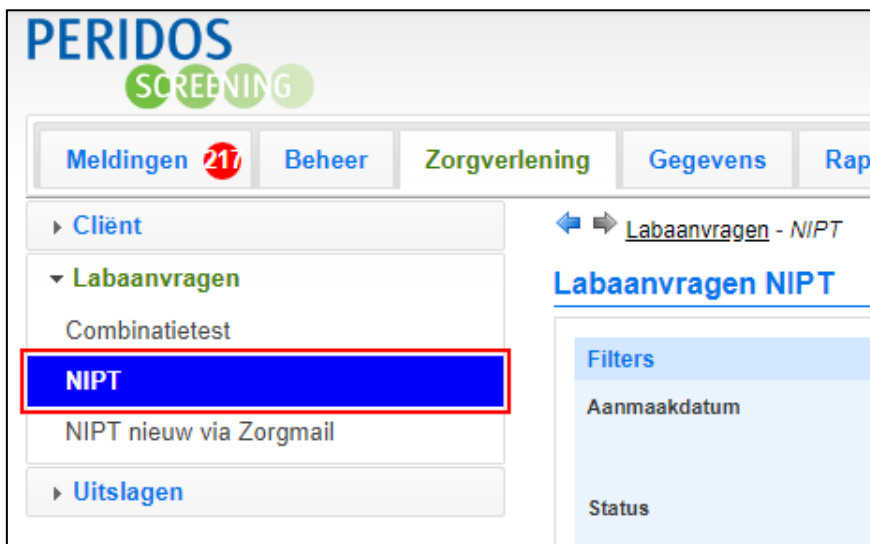 PERIDOS
SCREENING
Meldingen 217 Beheer Zorgverlening Gegevens Rap
Cliënt
Labaanvragen
Combinatietest
NIPT
NIPT nieuw via Zorgmail
Uitslagen
Labaanvragen - NIPT
Labaanvragen NIPT
Filters
Aanmaakdatum
Status